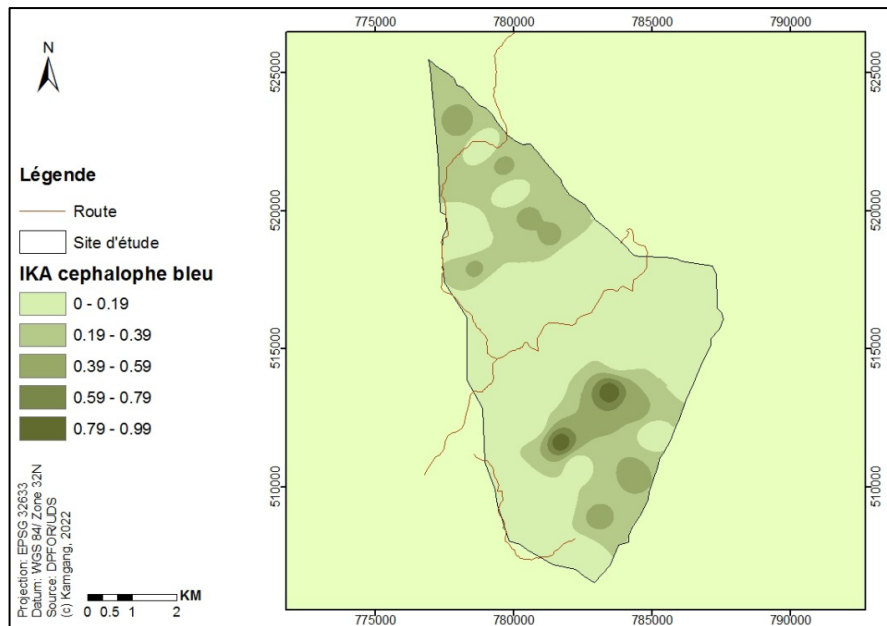 775000 780000 785000 790000
N
525000
520000
515000
510000
Légende
Route
Site d'étude
IKA cephalophe bleu
0 - 0.19
0.19 - 0.39
0.39 - 0.59
0.59 - 0.79
0.79 - 0.99
Projection: EPSG 32633
Datum: WGS 84/ Zone 32N
Source: DPFOR/UDS
(c) Kamgang, 2022
KM
0 0.5 1 2
525000
520000
515000
510000
775000 780000 785000 790000